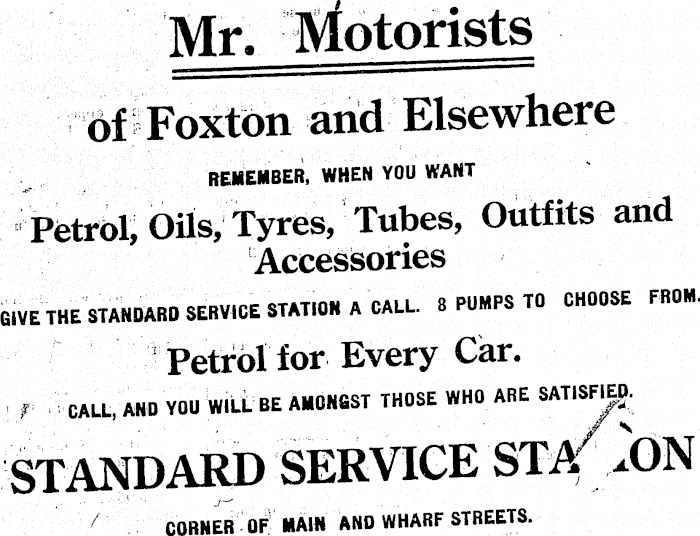 Mr. Motorists
of Foxton and Elsewhere
REMEMBER, WHEN YOU WANT
Petrol, Oils, Tyres, Tubes, Outfits and
Accessories
GIVE THE STANDARD SERVICE STATION A CALL. 8 PUMPS TO CHOOSE FROM.
Petrol for Every Car.
CALL, AND YOU WILL BE AMONGST THOSE WHO ARE SATISFIED.
STANDARD SERVICE STATION
CORNER OF MAIN AND WHARF STREETS.